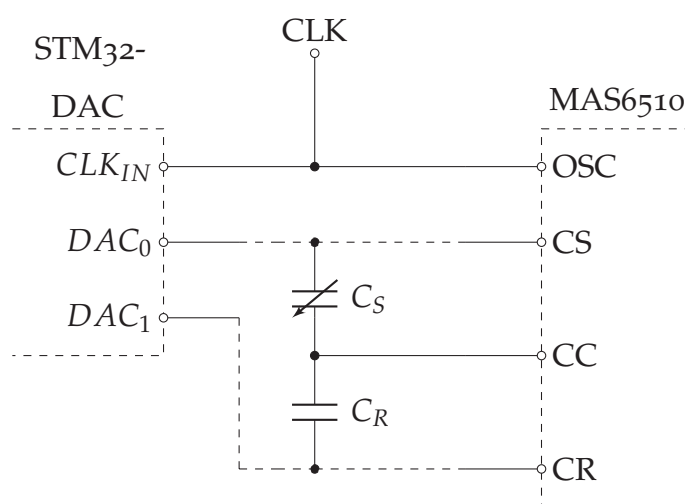 CLK
STM32-
DAC
MAS6510
CLK_IN
OSC
DAC_0
CS
C_S
DAC_1
CC
C_R
CR